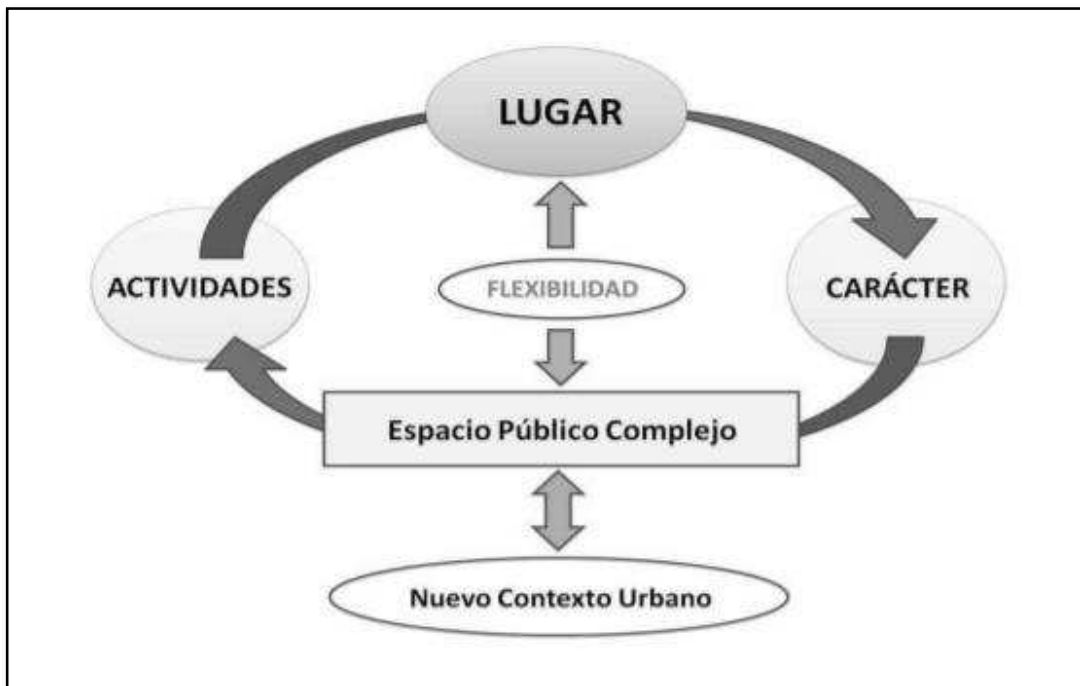 LUGAR
ACTIVIDADES
FLEXIBILIDAD
CARÁCTER
Espacio Público Complejo
Nuevo Contexto Urbano